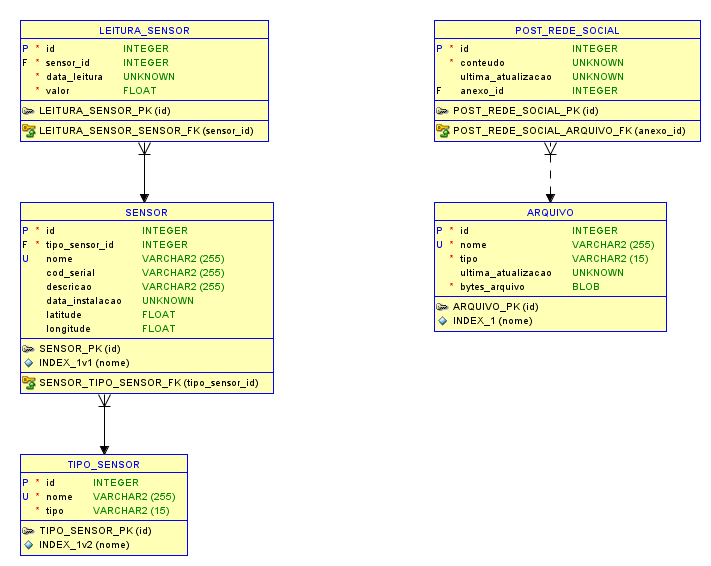 LEITURA_SENSOR
P * id INTEGER
F * sensor_id INTEGER
* data_leitura UNKNOWN
* valor FLOAT
LEITURA_SENSOR_PK (id)
LEITURA_SENSOR_SENSOR_FK (sensor_id)
SENSOR
P * id INTEGER
F * tipo_sensor_id INTEGER
U nome VARCHAR2 (255)
cod_serial VARCHAR2 (255)
descricao VARCHAR2 (255)
data_instalacao UNKNOWN
latitude FLOAT
longitude FLOAT
SENSOR_PK (id)
INDEX_1v1 (nome)
SENSOR_TIPO_SENSOR_FK (tipo_sensor_id)
TIPO_SENSOR
P * id INTEGER
U * nome VARCHAR2 (255)
* tipo VARCHAR2 (15)
TIPO_SENSOR_PK (id)
INDEX_1v2 (nome)
POST_REDE_SOCIAL
P * id INTEGER
* conteudo UNKNOWN
ultima_atualizacao UNKNOWN
F anexo_id INTEGER
POST_REDE_SOCIAL_PK (id)
POST_REDE_SOCIAL_ARQUIVO_FK (anexo_id)
ARQUIVO
P * id INTEGER
U * nome VARCHAR2 (255)
* tipo VARCHAR2 (15)
ultima_atualizacao UNKNOWN
* bytes_arquivo BLOB
ARQUIVO_PK (id)
INDEX_1 (nome)